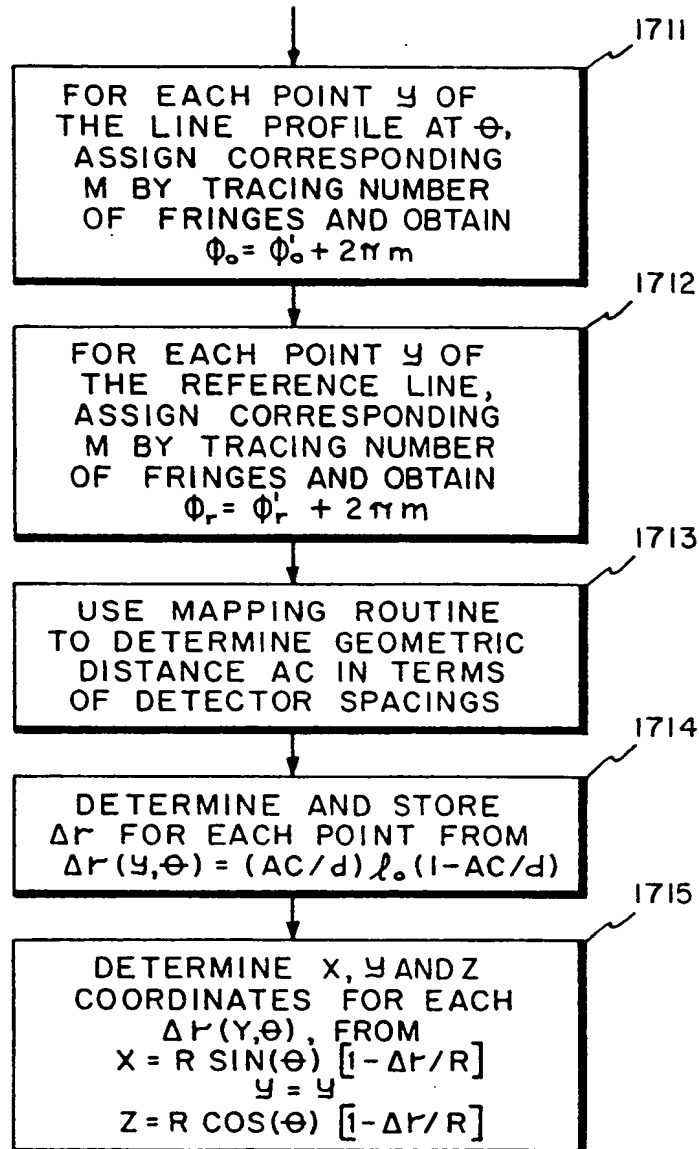 1711
FOR EACH POINT y OF
THE LINE PROFILE AT θ,
ASSIGN CORRESPONDING
M BY TRACING NUMBER
OF FRINGES AND OBTAIN
Φₒ = Φ'ₒ + 2πm
1712
FOR EACH POINT y OF
THE REFERENCE LINE,
ASSIGN CORRESPONDING
M BY TRACING NUMBER
OF FRINGES AND OBTAIN
Φᵣ = Φ'ᵣ + 2πm
1713
USE MAPPING ROUTINE
TO DETERMINE GEOMETRIC
DISTANCE AC IN TERMS
OF DETECTOR SPACINGS
1714
DETERMINE AND STORE
Δr FOR EACH POINT FROM
Δr(y,θ) = (AC/d) ℓₒ (1-AC/d)
1715
DETERMINE X, y AND Z
COORDINATES FOR EACH
Δr(Y,θ), FROM
X = R SIN(θ) [1-Δr/R]
y = y
Z = R COS(θ) [1-Δr/R]